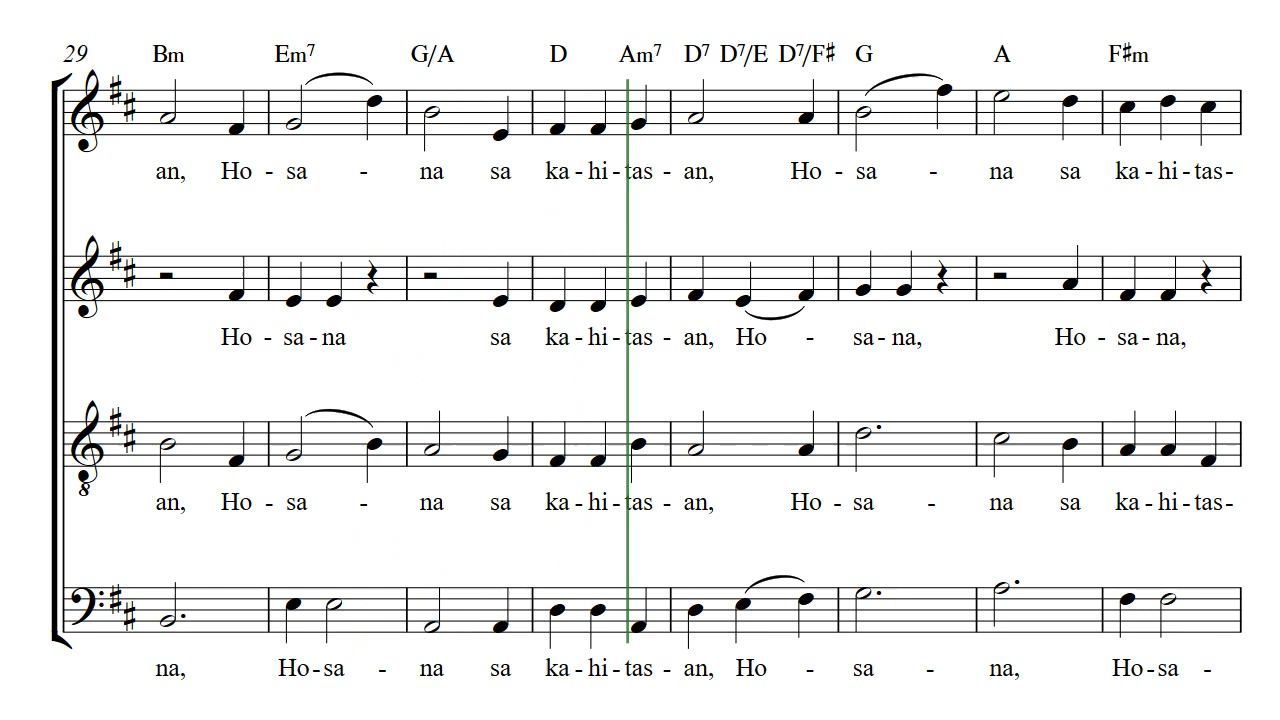 29 Bm Em7 G/A D Am7 D7 D7/E D7/F♯ G A F♯m
an, Ho - sa - na sa ka - hi - tas - an, Ho - sa - na sa ka - hi - tas -
Ho - sa - na sa ka - hi - tas - an, Ho - sa - na, Ho - sa - na,
8
an, Ho - sa - na sa ka - hi - tas - an, Ho - sa - na sa ka - hi - tas -
na, Ho - sa - na sa ka - hi - tas - an, Ho - sa - na, Ho - sa -